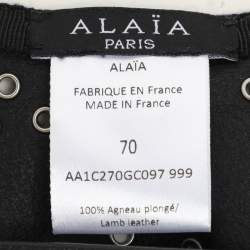 ALAÏA
PARIS
ALAÏA
FABRIQUE EN France
MADE IN France
70
AA1C270GC097 999
100% Agneau plongé/
Lamb leather